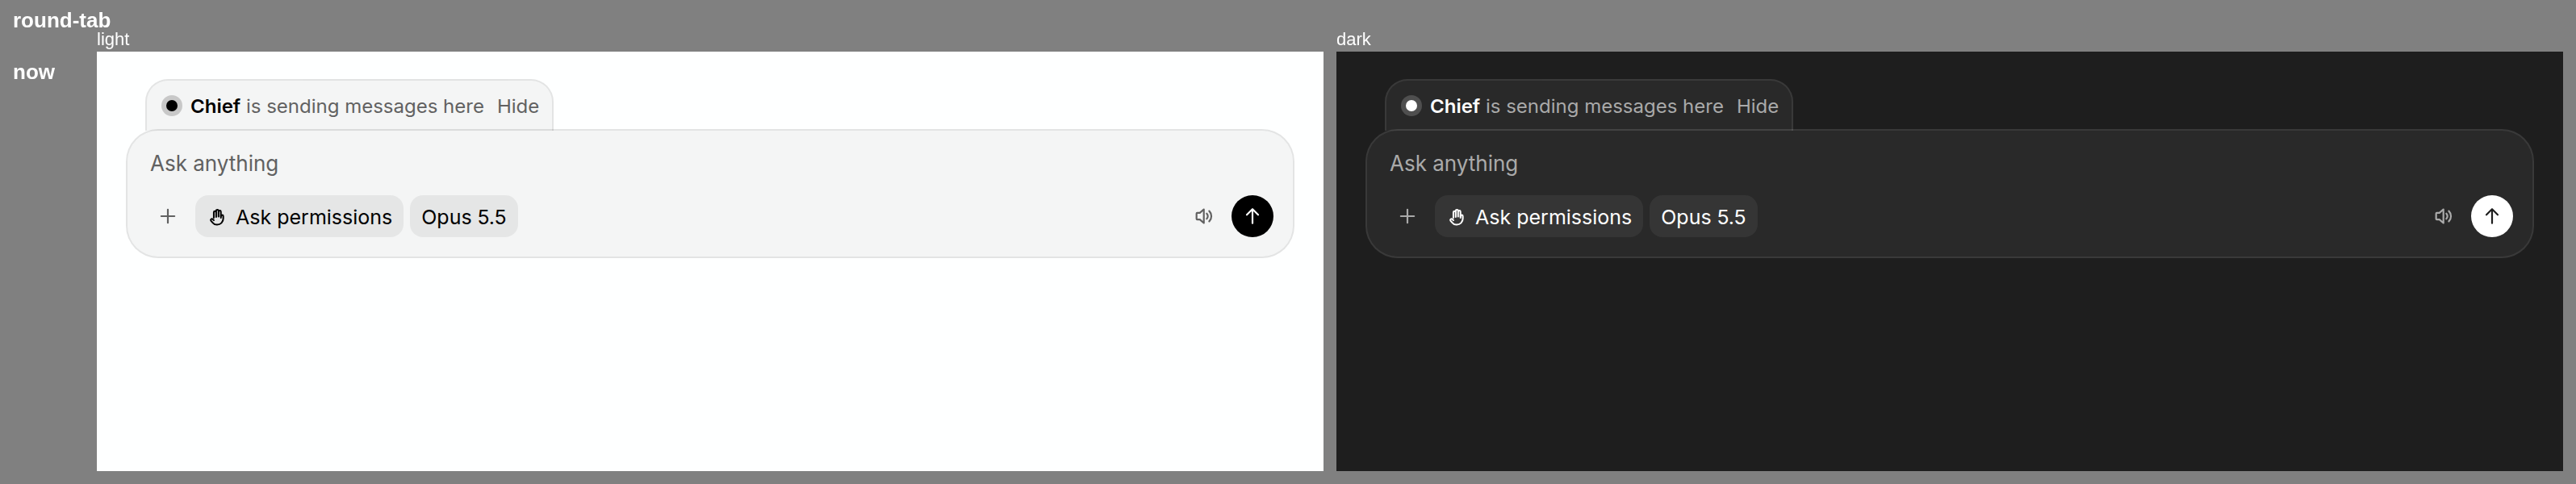 round-tab
light
dark
now
Chief is sending messages here Hide
Ask anything
Ask permissions Opus 5.5
Chief is sending messages here Hide
Ask anything
Ask permissions Opus 5.5